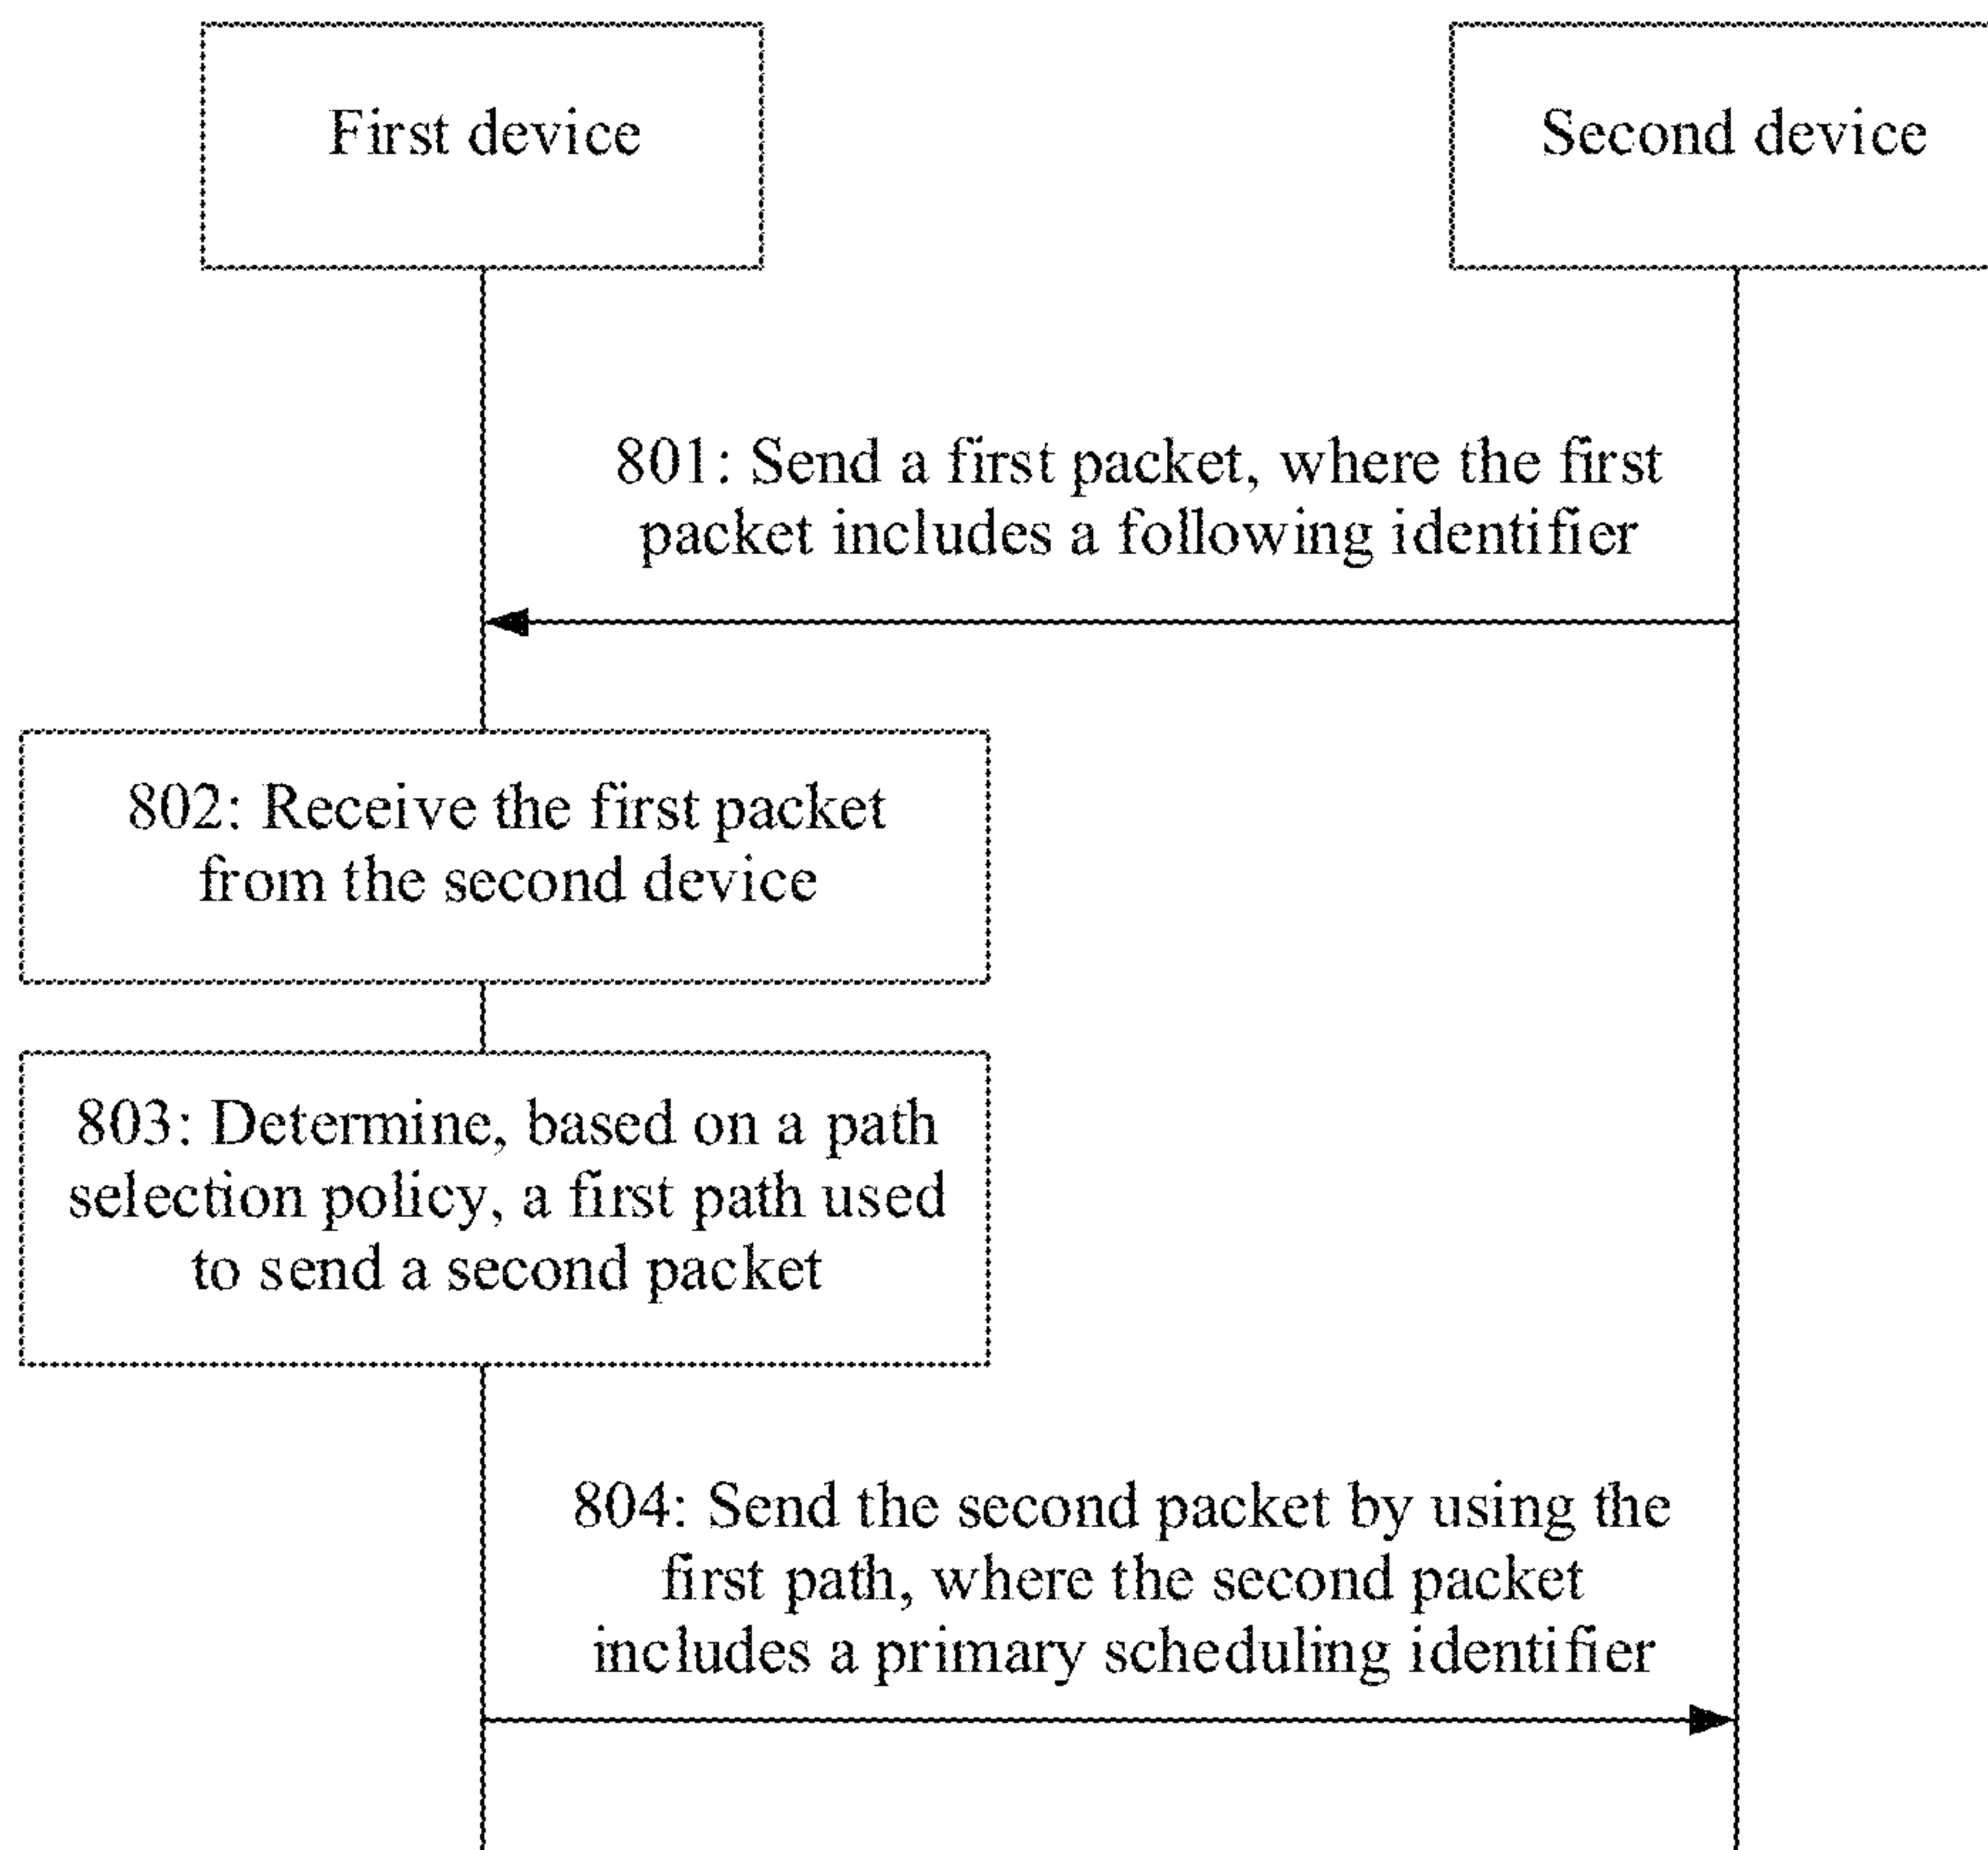 First device
Second device
801: Send a first packet, where the first
packet includes a following identifier
802: Receive the first packet
from the second device
803: Determine, based on a path
selection policy, a first path used
to send a second packet
804: Send the second packet by using the
first path, where the second packet
includes a primary scheduling identifier